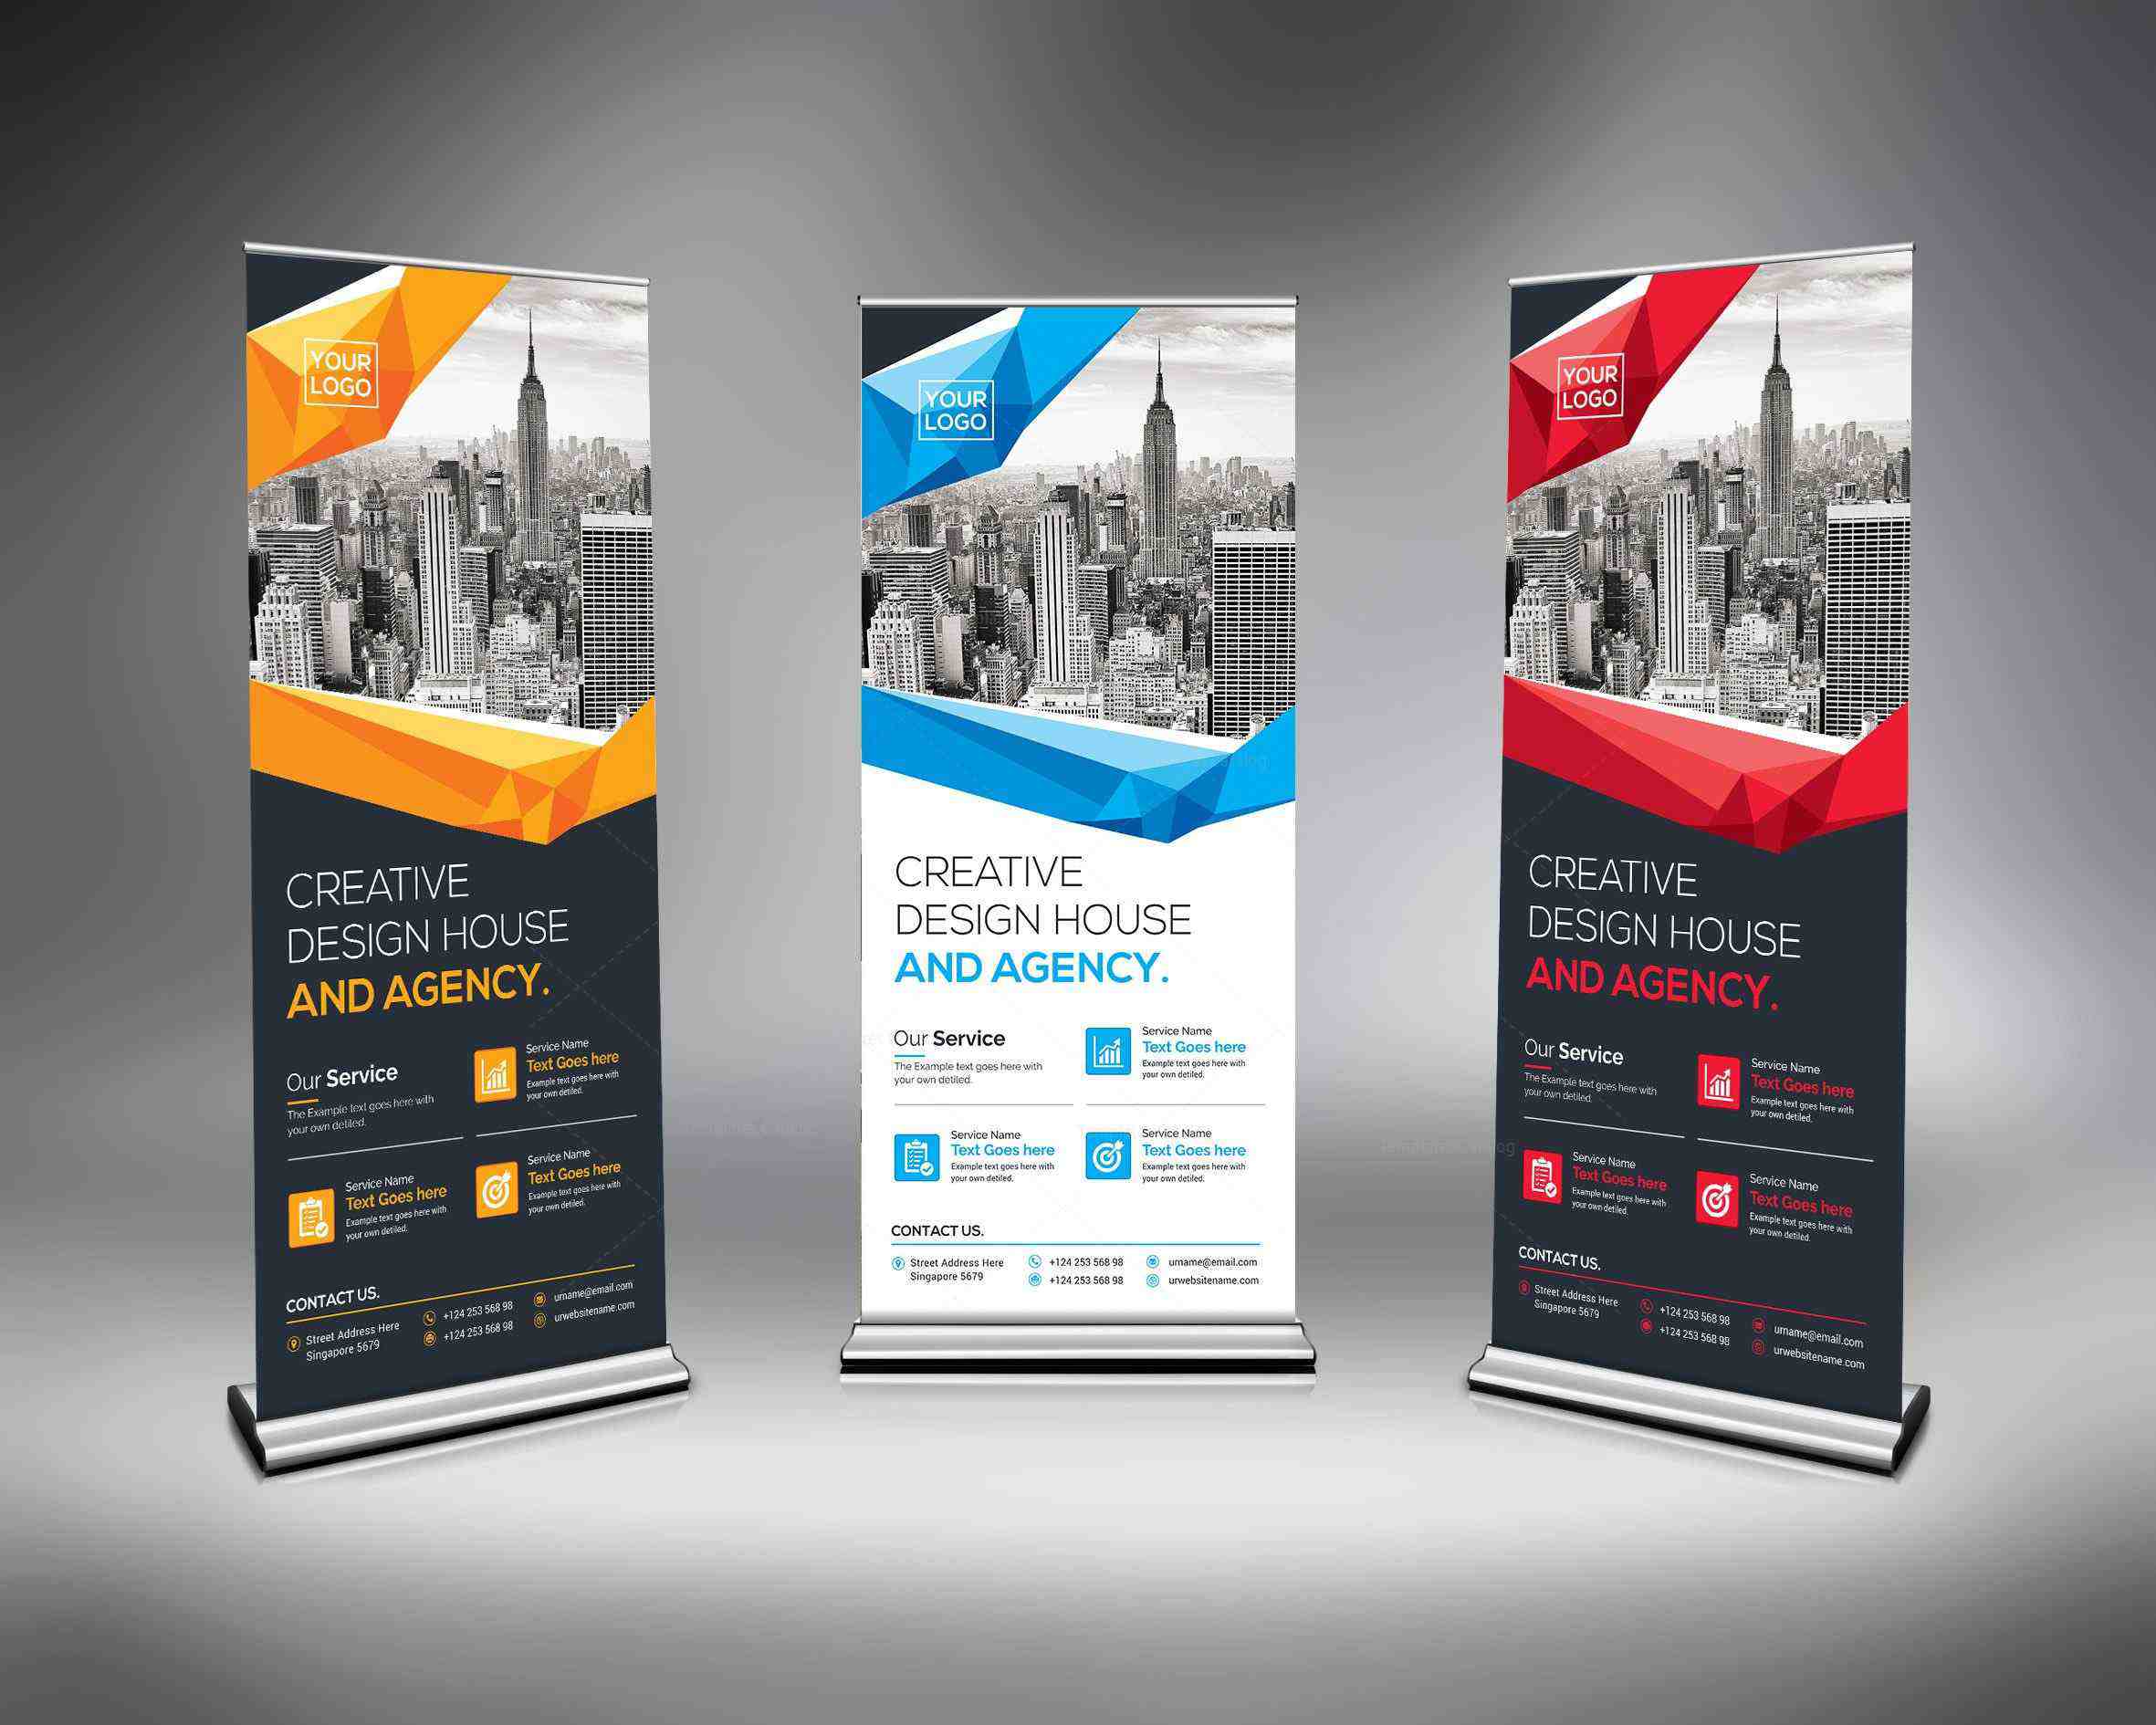 YOUR
LOGO
CREATIVE
DESIGN HOUSE
AND AGENCY.
Our Service
The Example text goes here with
your own detiled.
Service Name
Text Goes here
Example text goes here with
your own detiled.
Service Name
Text Goes here
Example text goes here with
your own detiled.
Service Name
Text Goes here
Example text goes here with
your own detiled.
CONTACT US.
Street Address Here
Singapore 5679
+124 253 568 98
+124 253 568 98
urname@email.com
urwebsitename.com
YOUR
LOGO
CREATIVE
DESIGN HOUSE
AND AGENCY.
Our Service
The Example text goes here with
your own detiled.
Service Name
Text Goes here
Example text goes here with
your own detiled.
Service Name
Text Goes here
Example text goes here with
your own detiled.
Service Name
Text Goes here
Example text goes here with
your own detiled.
CONTACT US.
Street Address Here
Singapore 5679
+124 253 568 98
+124 253 568 98
urname@email.com
urwebsitename.com
YOUR
LOGO
CREATIVE
DESIGN HOUSE
AND AGENCY.
Our Service
The Example text goes here with
your own detiled.
Service Name
Text Goes here
Example text goes here with
your own detiled.
Service Name
Text Goes here
Example text goes here with
your own detiled.
Service Name
Text Goes here
Example text goes here with
your own detiled.
CONTACT US.
Street Address Here
Singapore 5679
+124 253 568 98
+124 253 568 98
urname@email.com
urwebsitename.com